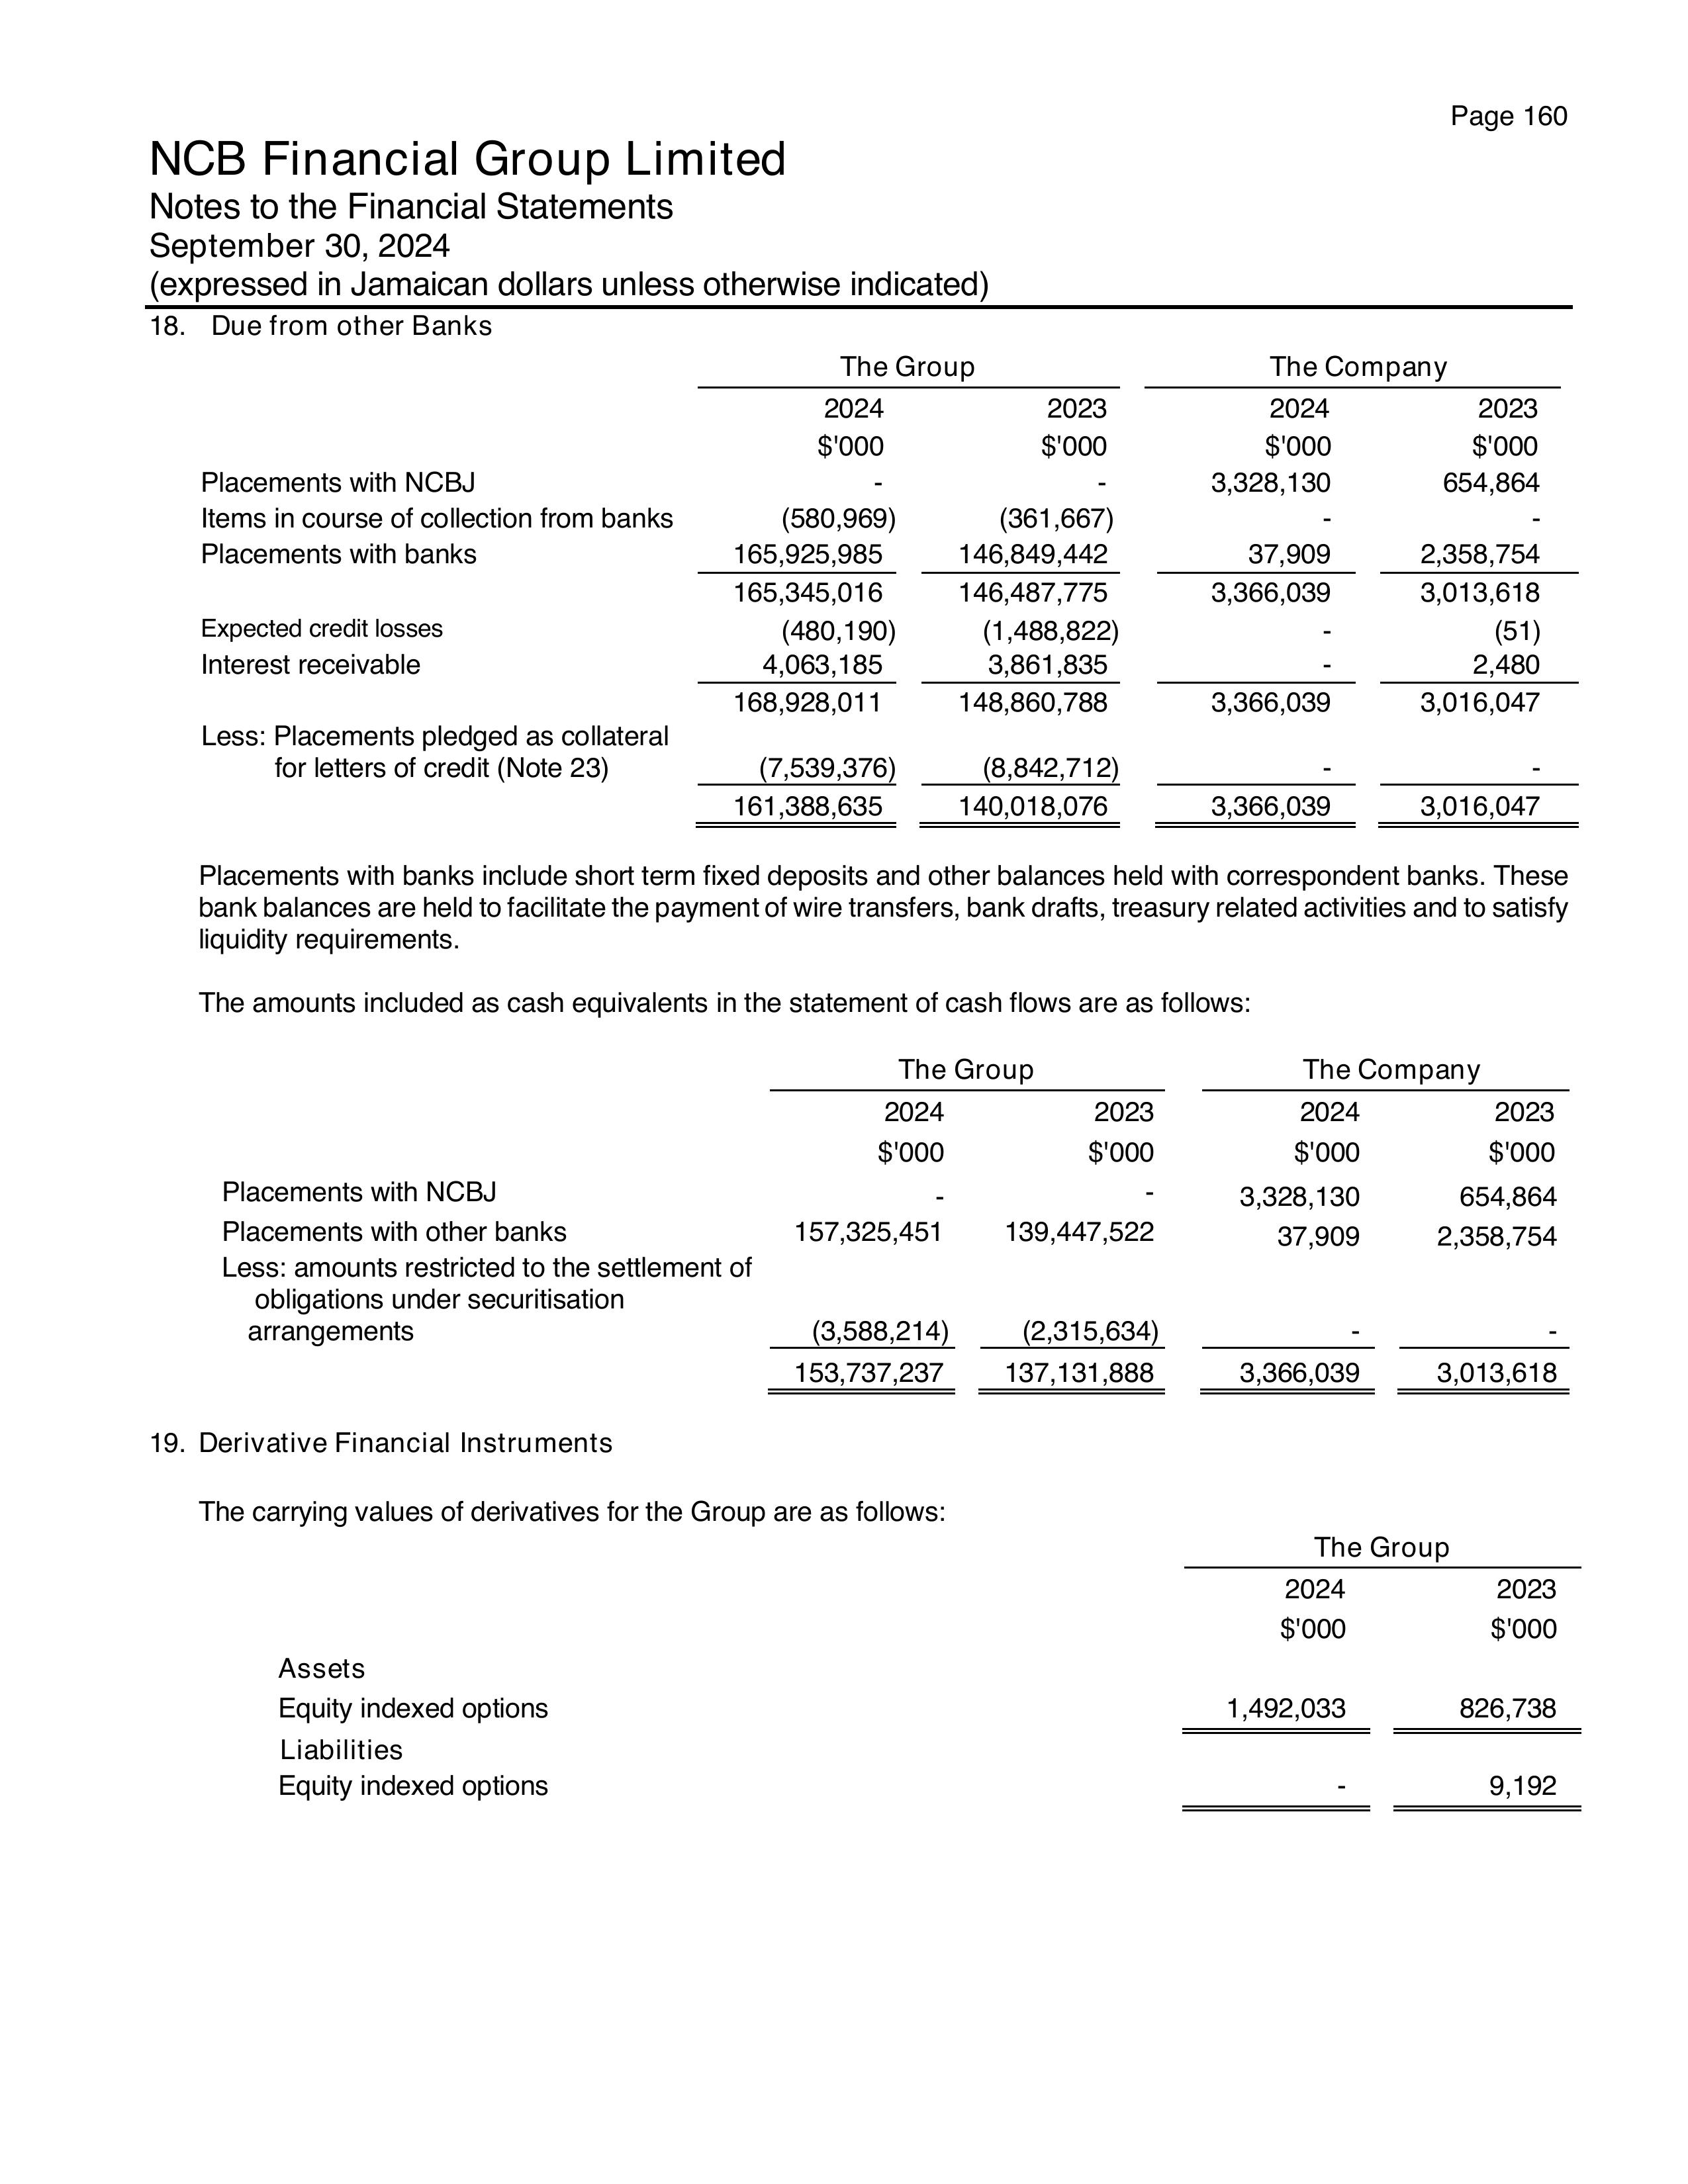 Page 160
NCB Financial Group Limited
Notes to the Financial Statements
September 30, 2024
(expressed in Jamaican dollars unless otherwise indicated)
18. Due from other Banks
The Group The Company
2024 2023 2024 2023
$'000 $'000 $'000 $'000
Placements with NCBJ - - 3,328,130 654,864
Items in course of collection from banks (580,969) (361,667) - -
Placements with banks 165,925,985 146,849,442 37,909 2,358,754
165,345,016 146,487,775 3,366,039 3,013,618
Expected credit losses (480,190) (1,488,822) - (51)
Interest receivable 4,063,185 3,861,835 - 2,480
168,928,011 148,860,788 3,366,039 3,016,047
Less: Placements pledged as collateral
for letters of credit (Note 23) (7,539,376) (8,842,712) - -
161,388,635 140,018,076 3,366,039 3,016,047
Placements with banks include short term fixed deposits and other balances held with correspondent banks. These
bank balances are held to facilitate the payment of wire transfers, bank drafts, treasury related activities and to satisfy
liquidity requirements.
The amounts included as cash equivalents in the statement of cash flows are as follows:
The Group The Company
2024 2023 2024 2023
$'000 $'000 $'000 $'000
Placements with NCBJ - - 3,328,130 654,864
Placements with other banks 157,325,451 139,447,522 37,909 2,358,754
Less: amounts restricted to the settlement of
obligations under securitisation
arrangements (3,588,214) (2,315,634) - -
153,737,237 137,131,888 3,366,039 3,013,618
19. Derivative Financial Instruments
The carrying values of derivatives for the Group are as follows:
The Group
2024 2023
$'000 $'000
Assets
Equity indexed options 1,492,033 826,738
Liabilities
Equity indexed options - 9,192